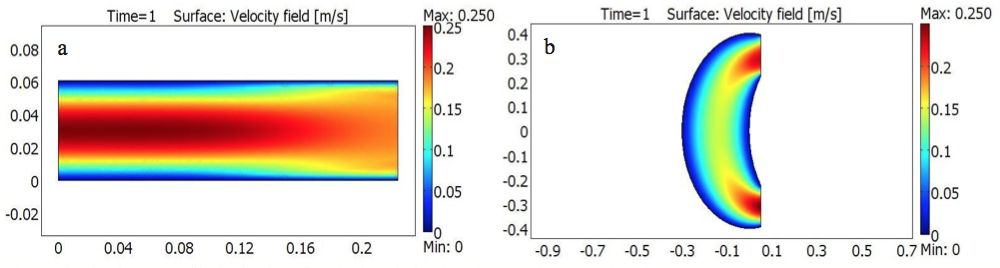 Time=1 Surface: Velocity field [m/s]
Max: 0.250
a
0.08
0.06
0.04
0.02
0
-0.02
0 0.04 0.08 0.12 0.16 0.2
0.25
0.2
0.15
0.1
0.05
0
Min: 0
Time=1 Surface: Velocity field [m/s]
Max: 0.250
b
0.4
0.3
0.2
0.1
0
-0.1
-0.2
-0.3
-0.4
-0.9 -0.7 -0.5 -0.3 -0.1 0.1 0.3 0.5 0.7
0.2
0.15
0.1
0.05
0
Min: 0